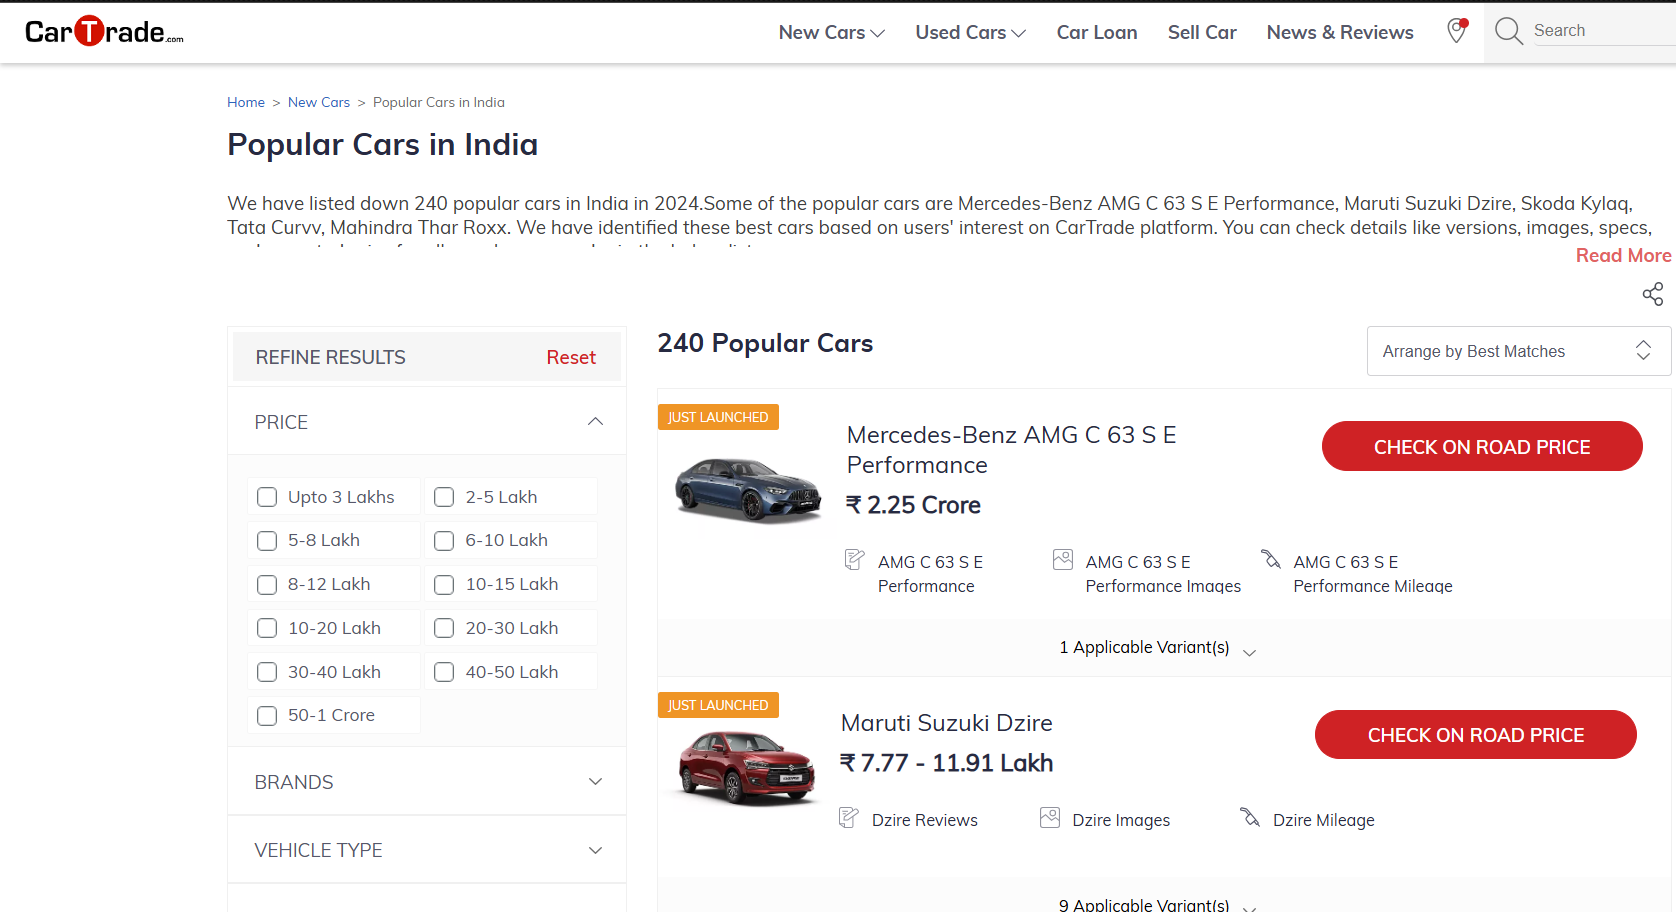 CarTrade.com
New Cars
Used Cars
Car Loan
Sell Car
News & Reviews
Search
Home > New Cars > Popular Cars in India
Popular Cars in India
We have listed down 240 popular cars in India in 2024.Some of the popular cars are Mercedes-Benz AMG C 63 S E Performance, Maruti Suzuki Dzire, Skoda Kylaq,
Tata Curvv, Mahindra Thar Roxx. We have identified these best cars based on users' interest on CarTrade platform. You can check details like versions, images, specs,
Read More
REFINE RESULTS
Reset
PRICE
Upto 3 Lakhs
2-5 Lakh
5-8 Lakh
6-10 Lakh
8-12 Lakh
10-15 Lakh
10-20 Lakh
20-30 Lakh
30-40 Lakh
40-50 Lakh
50-1 Crore
BRANDS
VEHICLE TYPE
240 Popular Cars
Arrange by Best Matches
JUST LAUNCHED
Mercedes-Benz AMG C 63 S E
Performance
₹ 2.25 Crore
CHECK ON ROAD PRICE
AMG C 63 S E
Performance
AMG C 63 S E
Performance Images
AMG C 63 S E
Performance Mileage
1 Applicable Variant(s)
JUST LAUNCHED
Maruti Suzuki Dzire
₹ 7.77 - 11.91 Lakh
CHECK ON ROAD PRICE
Dzire Reviews
Dzire Images
Dzire Mileage
9 Applicable Variant(s)